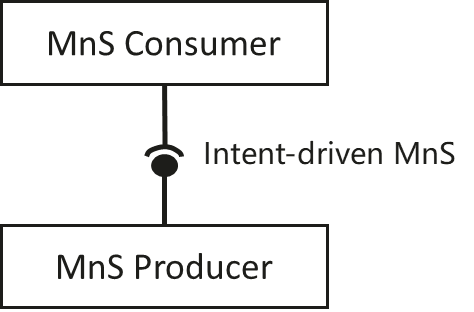 MnS Consumer
Intent-driven MnS
MnS Producer